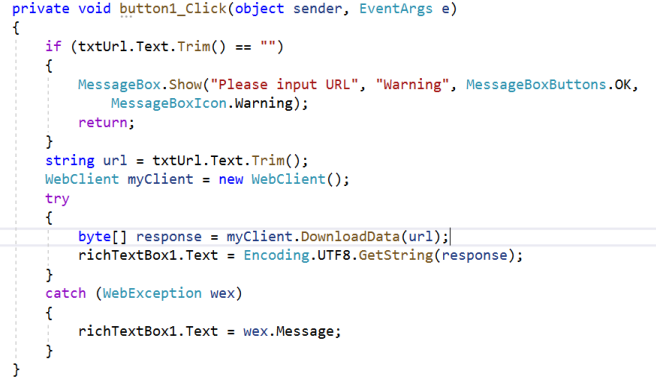 private void button1_Click(object sender, EventArgs e)
{
if (txtUrl.Text.Trim() == "")
{
MessageBox.Show("Please input URL", "Warning", MessageBoxButtons.OK,
MessageBoxIcon.Warning);
return;
}
string url = txtUrl.Text.Trim();
WebClient myClient = new WebClient();
try
{
byte[] response = myClient.DownloadData(url);
richTextBox1.Text = Encoding.UTF8.GetString(response);
}
catch (WebException wex)
{
richTextBox1.Text = wex.Message;
}
}